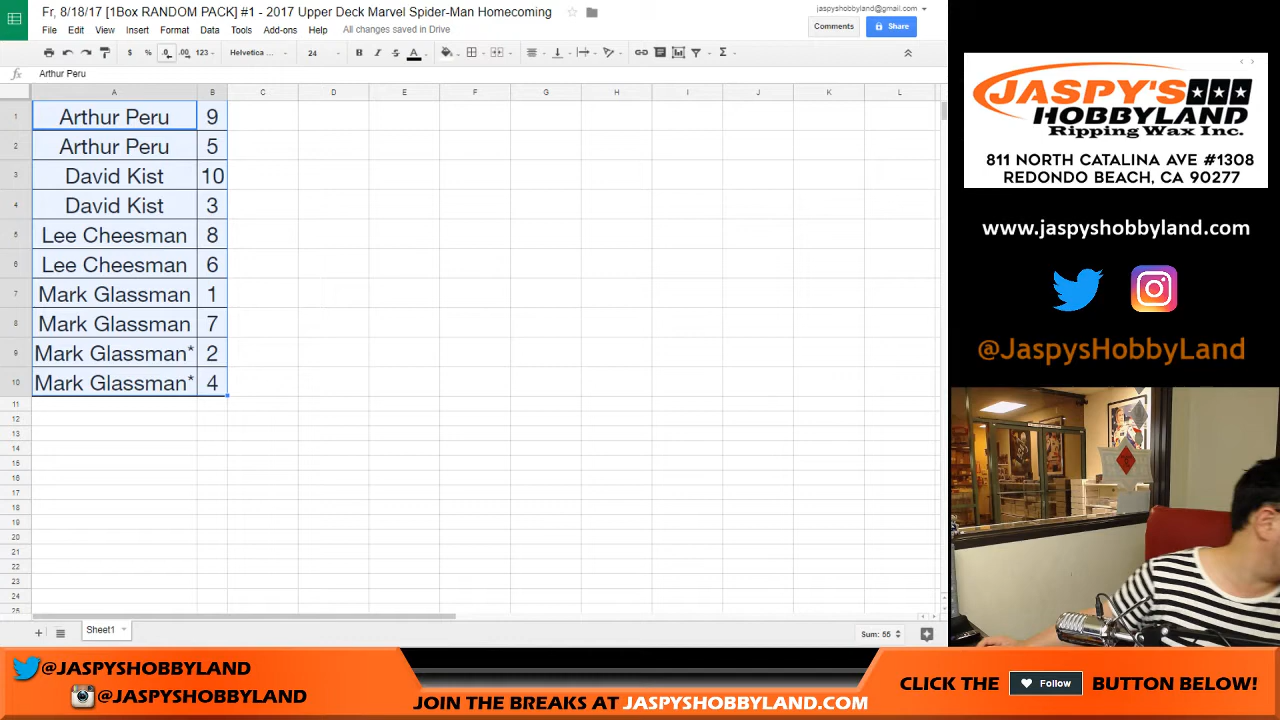 Fr, 8/18/17 [1Box RANDOM PACK] #1 - 2017 Upper Deck Marvel Spider-Man Homecoming
jaspyshobbyland@gmail.com
File Edit View Insert Format Data Tools Add-ons Help All changes saved in Drive
Comments
Share
$ % .0 .00 123 Helvetica ... 24 B I S A
fx Arthur Peru
A B C D E F G H I J K L
1 Arthur Peru 9
2 Arthur Peru 5
3 David Kist 10
4 David Kist 3
5 Lee Cheesman 8
6 Lee Cheesman 6
7 Mark Glassman 1
8 Mark Glassman 7
9 Mark Glassman* 2
10 Mark Glassman* 4
11
12
13
14
15
16
17
18
19
20
21
22
23
24
25
Sheet1
Sum: 55
JASPY'S
HOBBYLAND
Ripping Wax Inc.
811 NORTH CATALINA AVE #1308
REDONDO BEACH, CA 90277
www.jaspyshobbyland.com
@JaspysHobbyLand
@JASPYSHOBBYLAND
@JASPYSHOBBYLAND
JOIN THE BREAKS AT JASPYSHOBBYLAND.COM
CLICK THE Follow BUTTON BELOW!